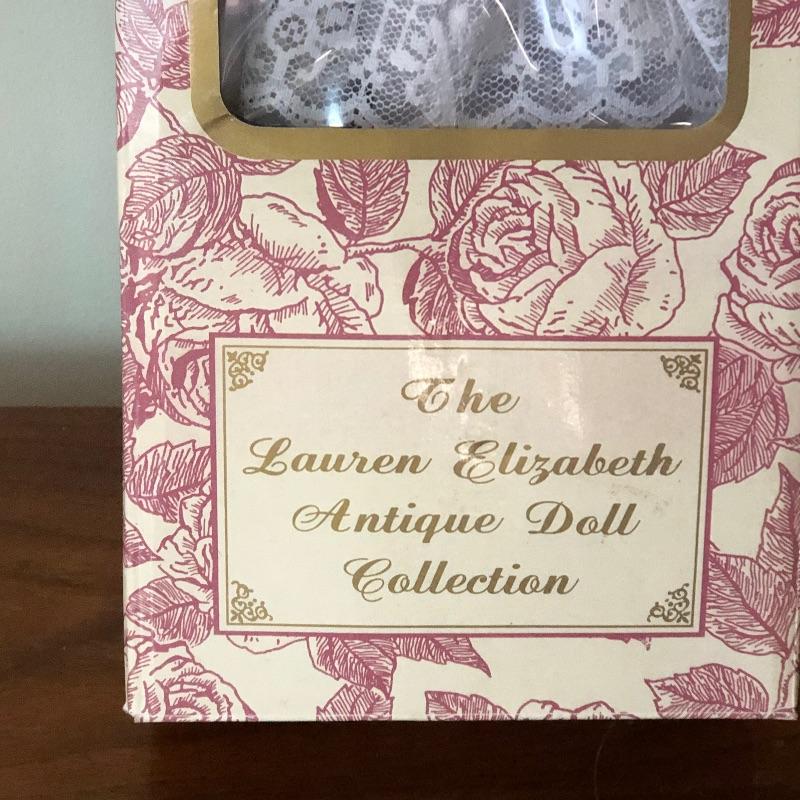 The
Lauren Elizabeth
Antique Doll
Collection